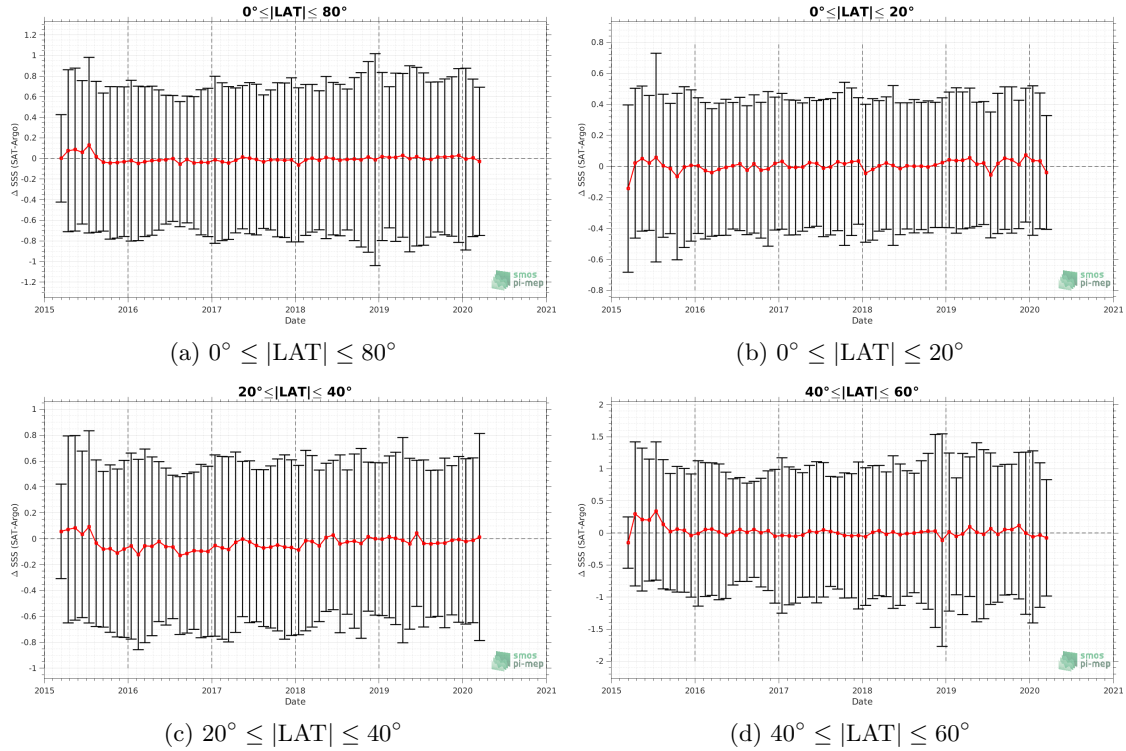 0°≤|LAT|≤ 80°
1.2
1
0.8
0.6
0.4
0.2
0
-0.2
-0.4
-0.6
-0.8
-1
-1.2
Δ SSS (SAT-Argo)
2015 2016 2017 2018 2019 2020 2021
Date
smos
pi-mep
(a) 0° ≤ |LAT| ≤ 80°
0°≤|LAT|≤ 20°
0.8
0.6
0.4
0.2
0
-0.2
-0.4
-0.6
-0.8
Δ SSS (SAT-Argo)
2015 2016 2017 2018 2019 2020 2021
Date
smos
pi-mep
(b) 0° ≤ |LAT| ≤ 20°
20°≤|LAT|≤ 40°
1
0.8
0.6
0.4
0.2
0
-0.2
-0.4
-0.6
-0.8
-1
Δ SSS (SAT-Argo)
2015 2016 2017 2018 2019 2020 2021
Date
smos
pi-mep
(c) 20° ≤ |LAT| ≤ 40°
40°≤|LAT|≤ 60°
2
1.5
1
0.5
0
-0.5
-1
-1.5
-2
Δ SSS (SAT-Argo)
2015 2016 2017 2018 2019 2020 2021
Date
smos
pi-mep
(d) 40° ≤ |LAT| ≤ 60°